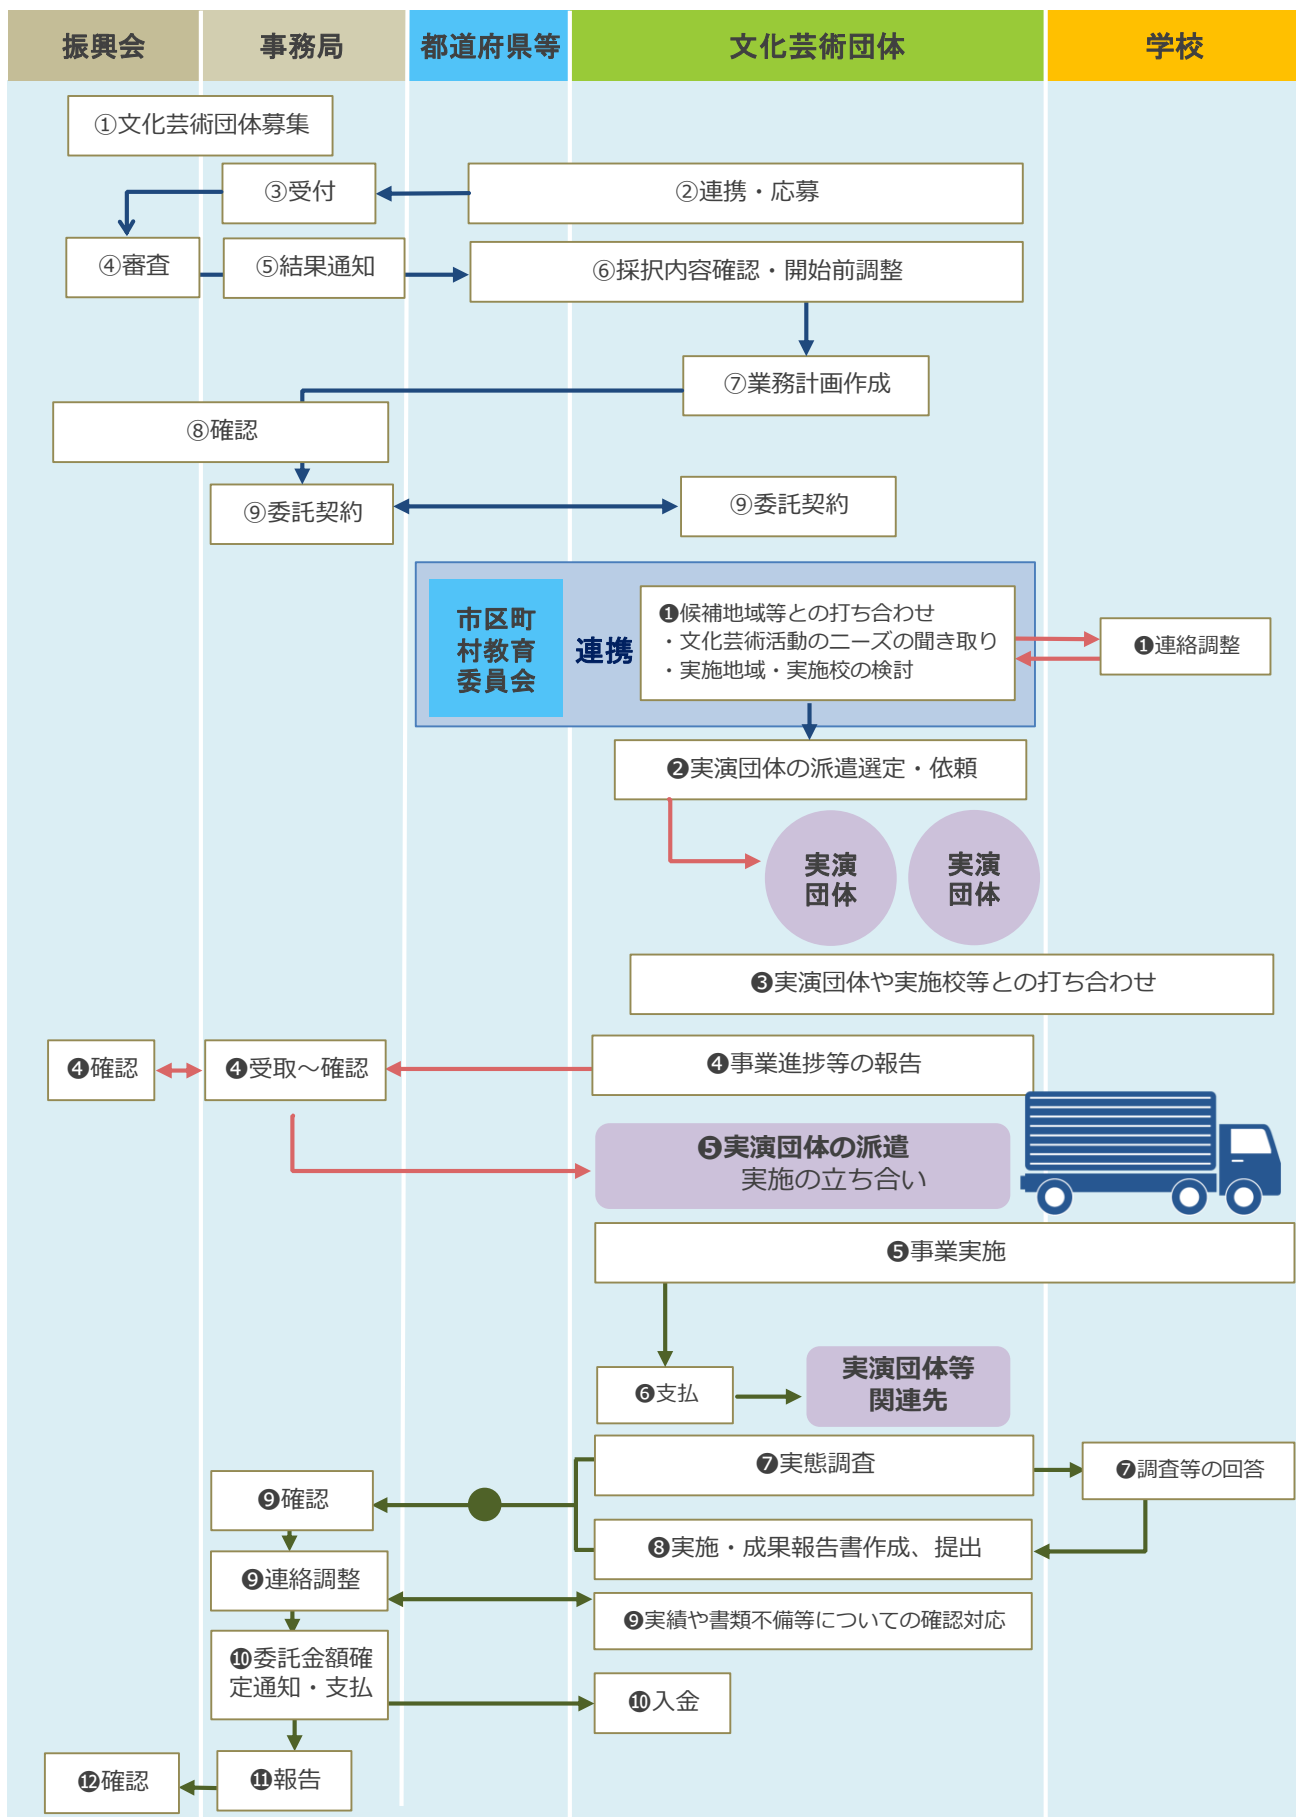 振興会
事務局
都道府県等
文化芸術団体
学校
①文化芸術団体募集
③受付
②連携・応募
④審査
⑤結果通知
⑥採択内容確認・開始前調整
⑦業務計画作成
⑧確認
⑨委託契約
⑨委託契約
市区町
村教育
委員会
連携
❶候補地域等との打ち合わせ
・文化芸術活動のニーズの聞き取り
・実施地域・実施校の検討
❶連絡調整
❷実演団体の派遣選定・依頼
実演
団体
実演
団体
❸実演団体や実施校等との打ち合わせ
❹確認
❹受取～確認
❹事業進捗等の報告
❺実演団体の派遣
実施の立ち合い
❺事業実施
❻支払
実演団体等
関連先
❼実態調査
❼調査等の回答
❾確認
❽実施・成果報告書作成、提出
❾連絡調整
❾実績や書類不備等についての確認対応
❿委託金額確
定通知・支払
❿入金
⓬確認
⓫報告